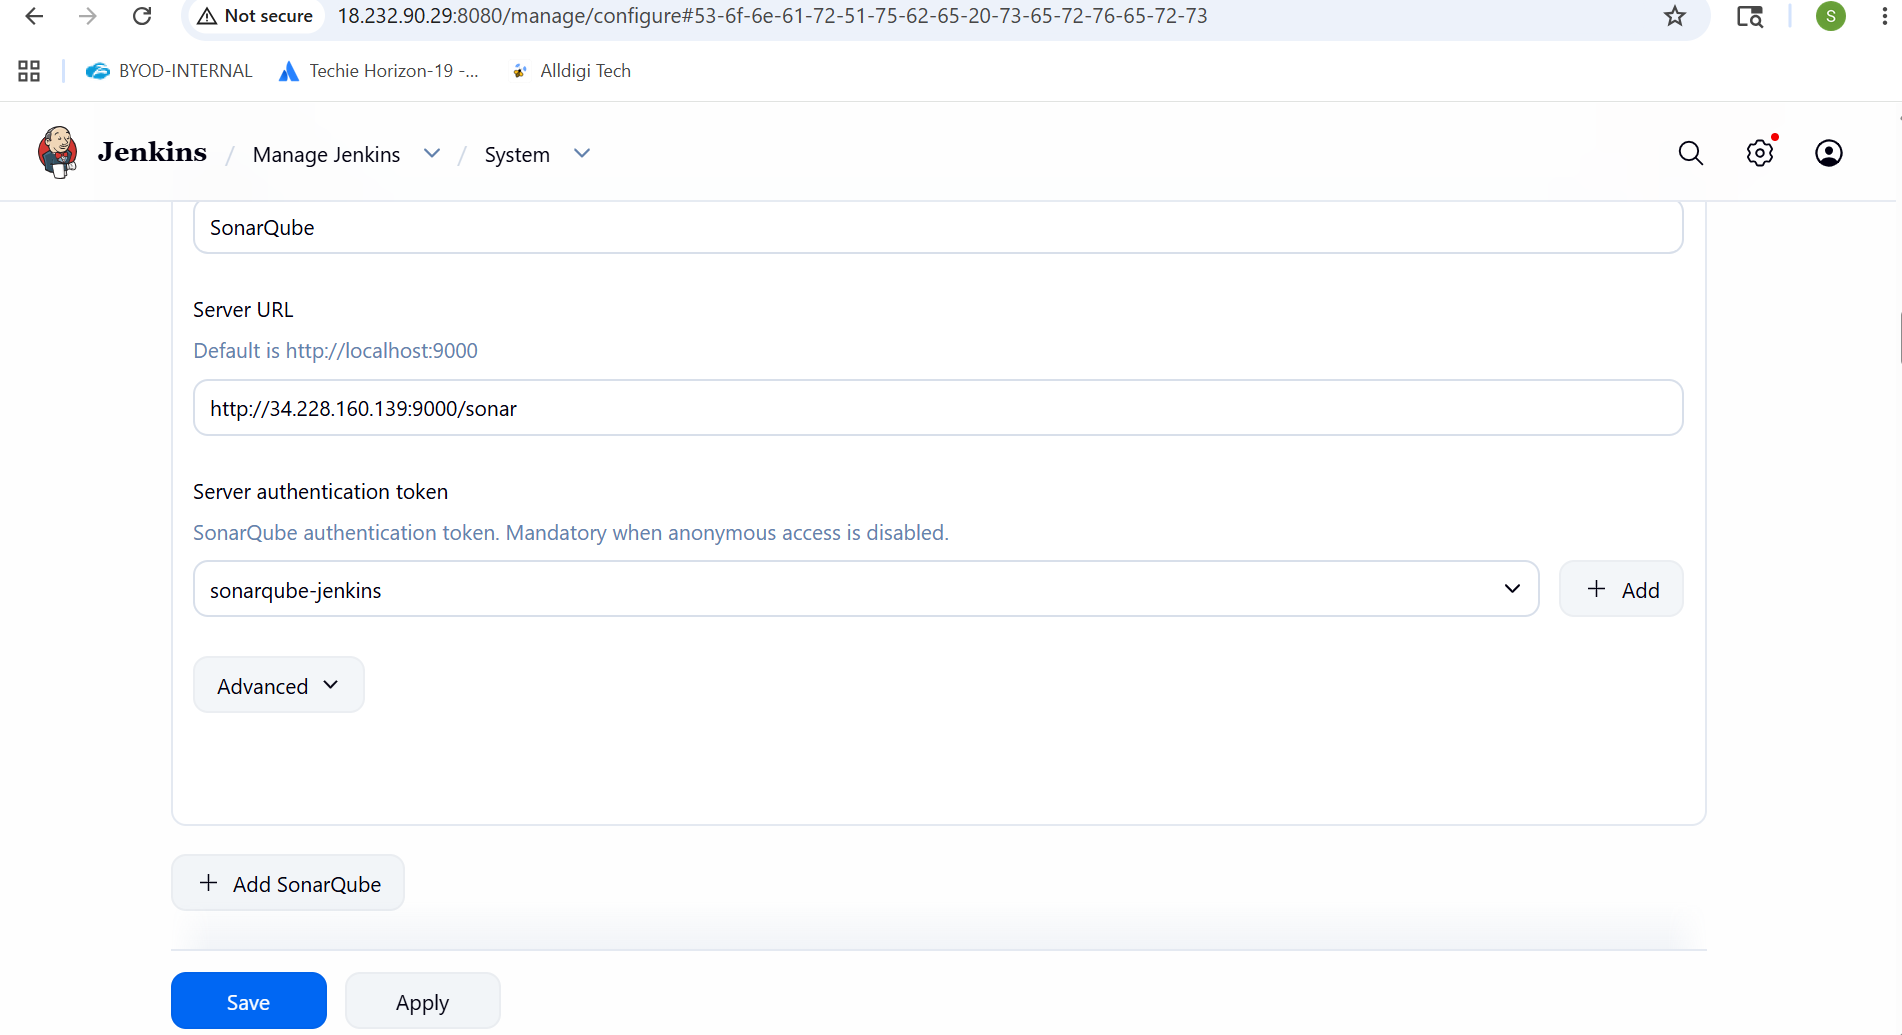 Not secure 18.232.90.29:8080/manage/configure#53-6f-6e-61-72-51-75-62-65-20-73-65-72-76-65-72-73
S
BYOD-INTERNAL Techie Horizon-19 -... Alldigi Tech
Jenkins / Manage Jenkins / System
SonarQube
Server URL
Default is http://localhost:9000
http://34.228.160.139:9000/sonar
Server authentication token
SonarQube authentication token. Mandatory when anonymous access is disabled.
sonarqube-jenkins
+ Add
Advanced
+ Add SonarQube
Save Apply